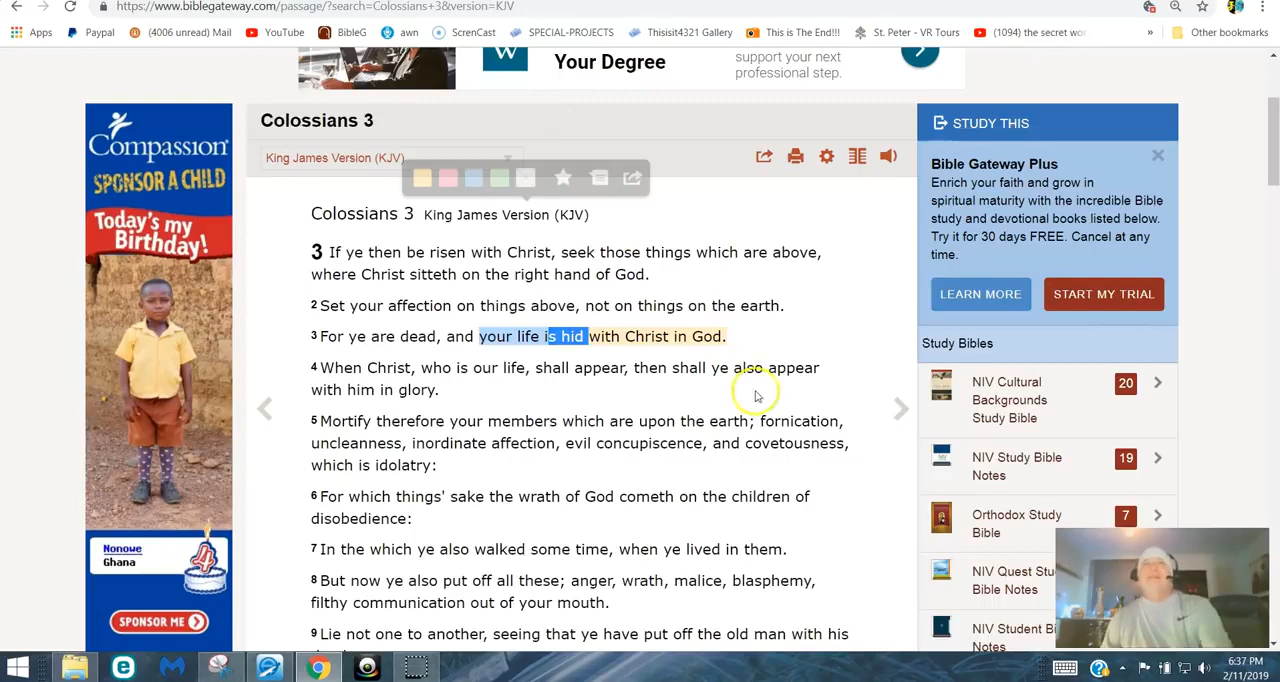 https://www.biblegateway.com/passage/?search=Colossians+3&version=KJV
Apps Paypal (4006 unread) Mail YouTube BibleG awn ScrenCast SPECIAL-PROJECTS Thisisit4321 Gallery This is The End!!! St. Peter - VR Tours (1094) the secret wo » Other bookmarks
W
Your Degree
support your next
professional step.
Compassion
SPONSOR A CHILD
Today's my
Birthday!
4
Nonowe
Ghana
SPONSOR ME
Colossians 3
King James Version (KJV)
Colossians 3 King James Version (KJV)
3 If ye then be risen with Christ, seek those things which are above,
where Christ sitteth on the right hand of God.
2 Set your affection on things above, not on things on the earth.
3 For ye are dead, and your life is hid with Christ in God.
4 When Christ, who is our life, shall appear, then shall ye also appear
with him in glory.
5 Mortify therefore your members which are upon the earth; fornication,
uncleanness, inordinate affection, evil concupiscence, and covetousness,
which is idolatry:
6 For which things' sake the wrath of God cometh on the children of
disobedience:
7 In the which ye also walked some time, when ye lived in them.
8 But now ye also put off all these; anger, wrath, malice, blasphemy,
filthy communication out of your mouth.
9 Lie not one to another, seeing that ye have put off the old man with his
STUDY THIS
Bible Gateway Plus
Enrich your faith and grow in
spiritual maturity with the incredible Bible
study and devotional books listed below.
Try it for 30 days FREE. Cancel at any
time.
LEARN MORE START MY TRIAL
Study Bibles
NIV Cultural
Backgrounds
Study Bible
20
NIV Study Bible
Notes
19
Orthodox Study
Bible
7
NIV Quest Stu
Bible Notes
NIV Student Bi
Notes
6:37 PM
2/11/2019